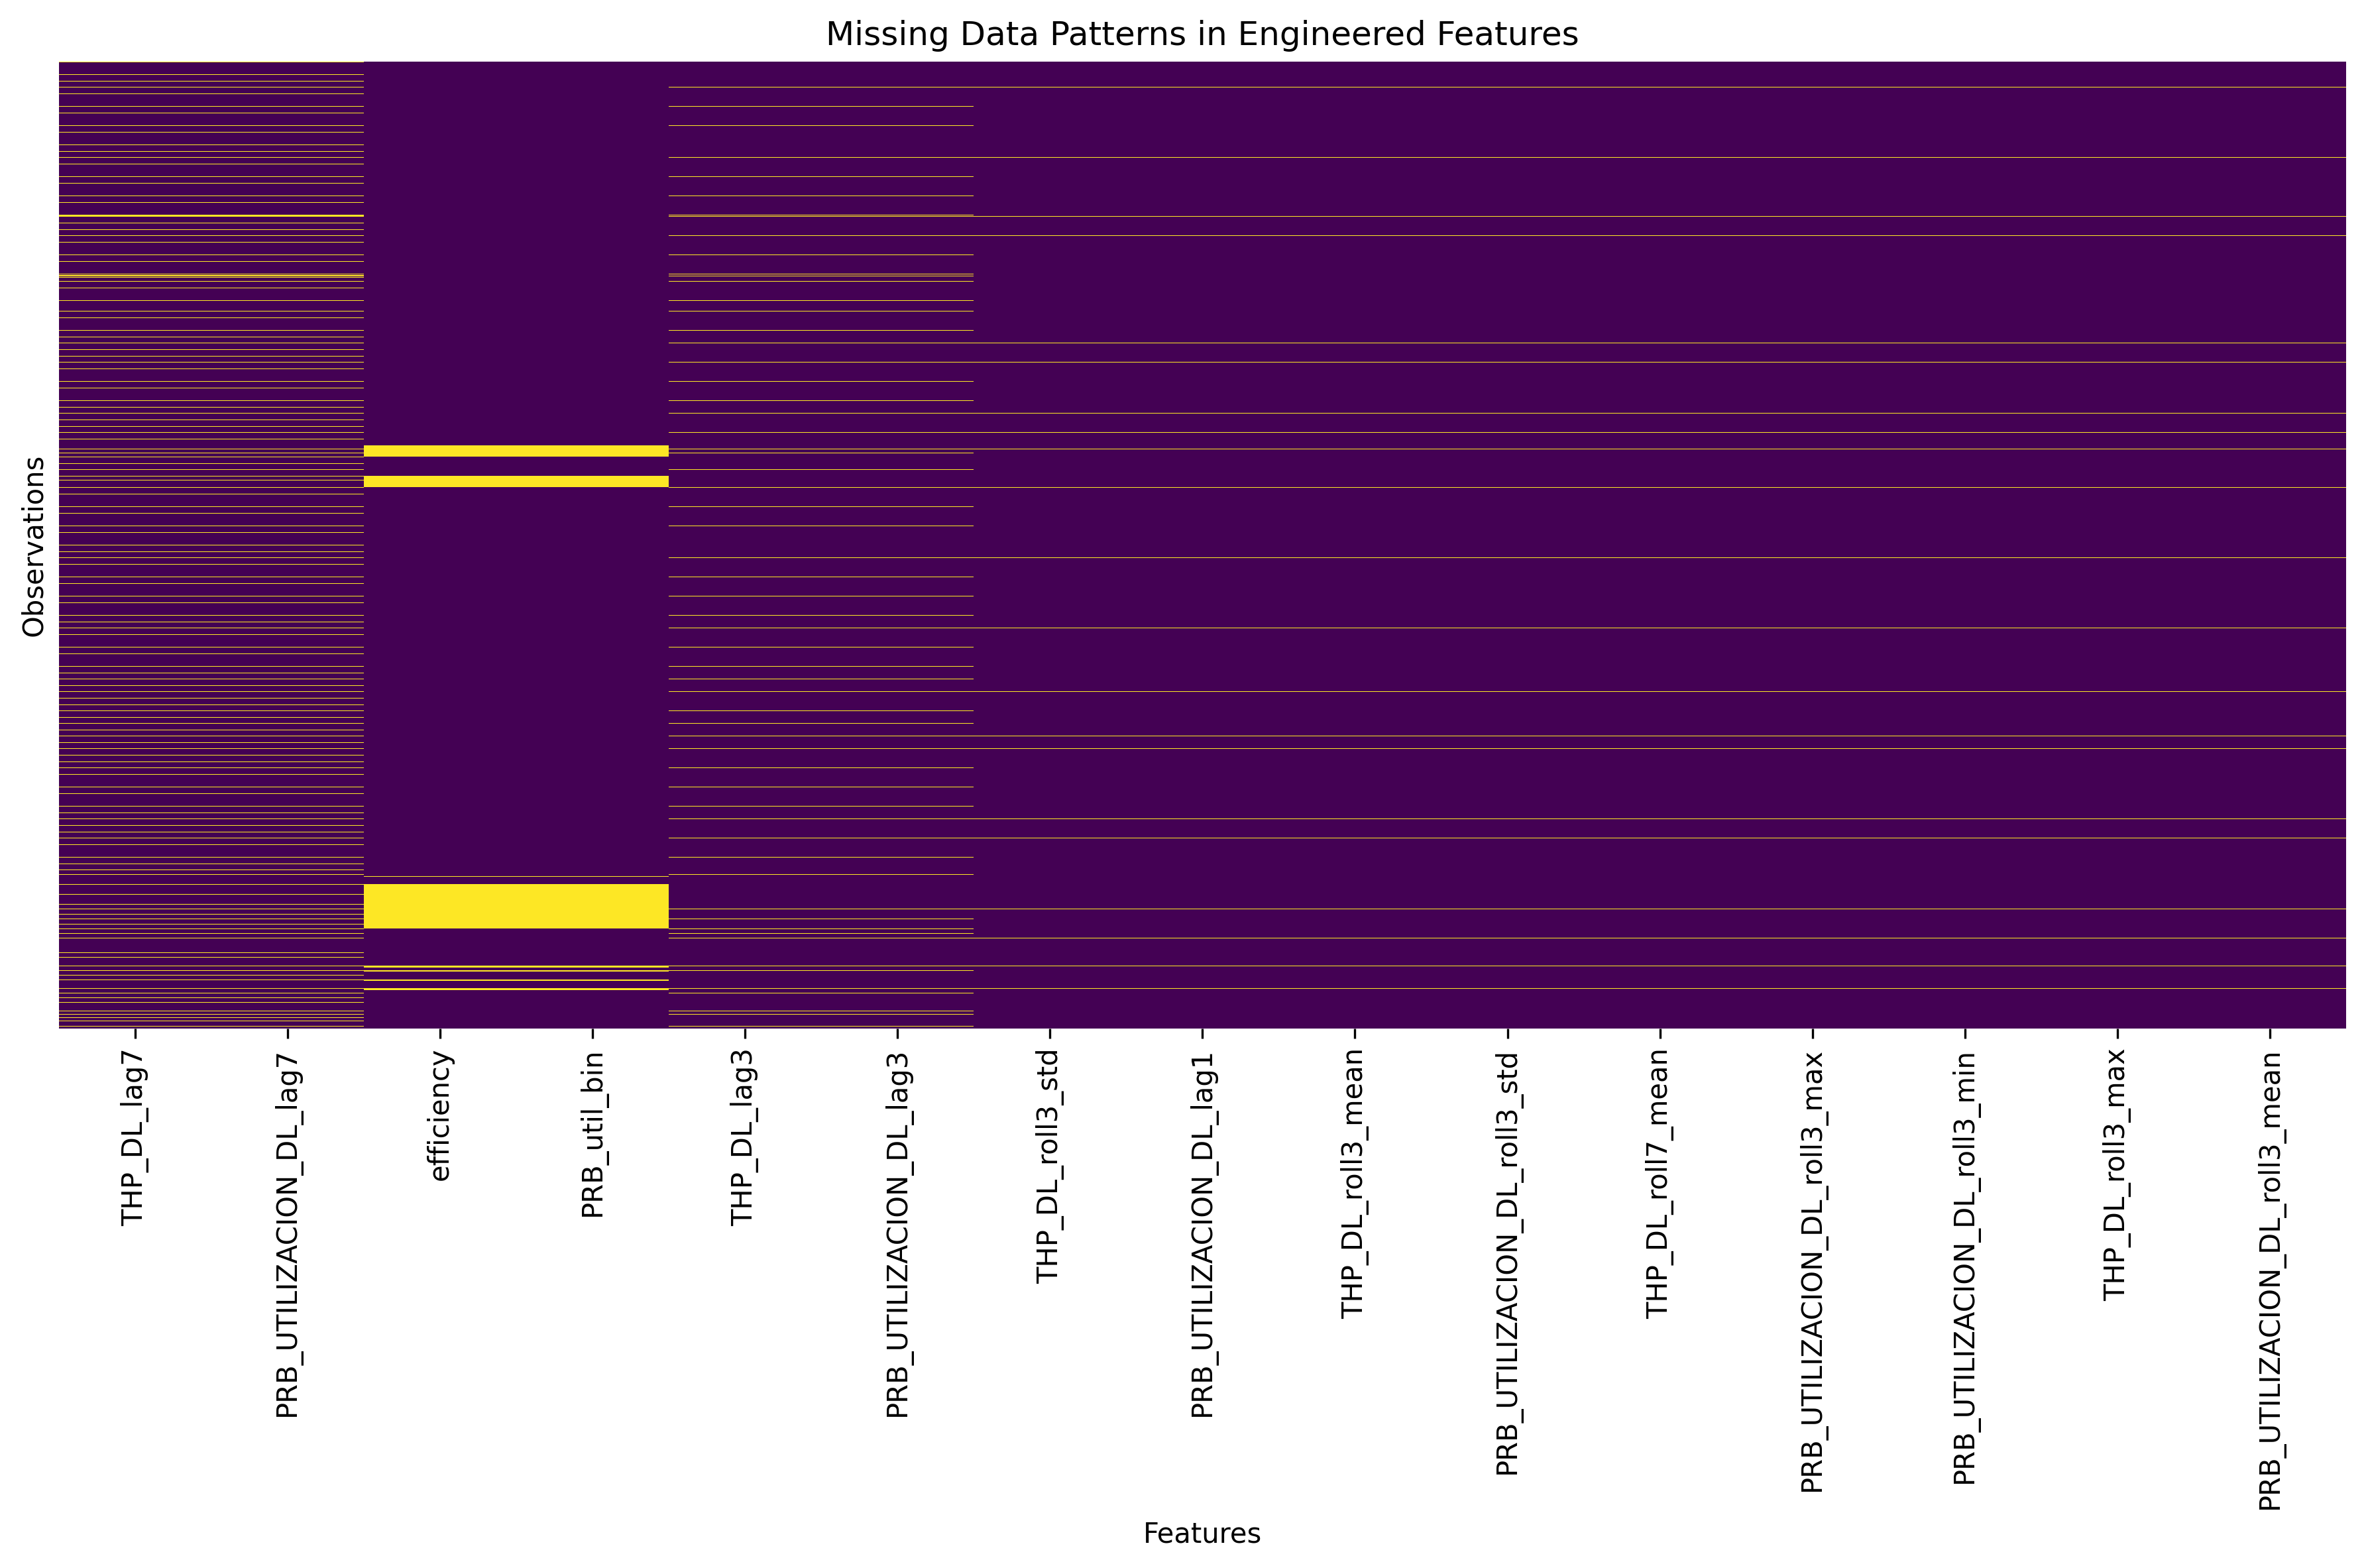 Missing Data Patterns in Engineered Features
Observations
THP_DL_lag7
PRB_UTILIZACION_DL_lag7
efficiency
PRB_util_bin
THP_DL_lag3
PRB_UTILIZACION_DL_lag3
THP_DL_roll3_std
PRB_UTILIZACION_DL_lag1
THP_DL_roll3_mean
PRB_UTILIZACION_DL_roll3_std
THP_DL_roll7_mean
PRB_UTILIZACION_DL_roll3_max
PRB_UTILIZACION_DL_roll3_min
THP_DL_roll3_max
PRB_UTILIZACION_DL_roll3_mean
Features